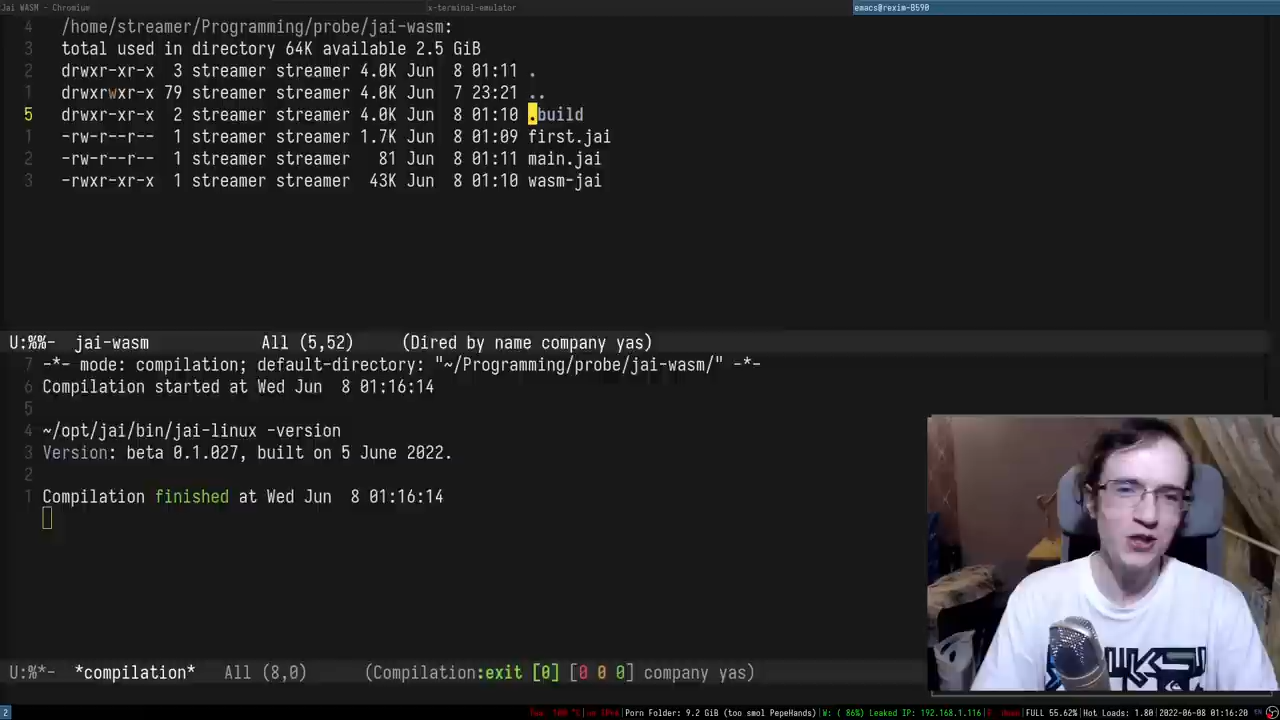 Jai WASM - Chromium
x-terminal-emulator
emacs@rexim-B590
4 /home/streamer/Programming/probe/jai-wasm:
3 total used in directory 64K available 2.5 GiB
2 drwxr-xr-x 3 streamer streamer 4.0K Jun 8 01:11 .
1 drwxrwxr-x 79 streamer streamer 4.0K Jun 7 23:21 ..
5 drwxr-xr-x 2 streamer streamer 4.0K Jun 8 01:10 .build
1 -rw-r--r-- 1 streamer streamer 1.7K Jun 8 01:09 first.jai
2 -rw-r--r-- 1 streamer streamer 81 Jun 8 01:11 main.jai
3 -rwxr-xr-x 1 streamer streamer 43K Jun 8 01:10 wasm-jai
U:%%- jai-wasm All (5,52) (Dired by name company yas)
7 -*- mode: compilation; default-directory: "~/Programming/probe/jai-wasm/" -*-
6 Compilation started at Wed Jun 8 01:16:14
5
4 ~/opt/jai/bin/jai-linux -version
3 Version: beta 0.1.027, built on 5 June 2022.
2
1 Compilation finished at Wed Jun 8 01:16:14
U:%*- *compilation* All (8,0) (Compilation:exit [0] [0 0 0] company yas)
2
Porn Folder: 9.2 GiB (too smol PepeHands)|W: ( 86%) Leaked IP: 192.168.1.116|E: down|FULL 55.62%|Hot Loads: 1.80|2022-06-08 01:16:20